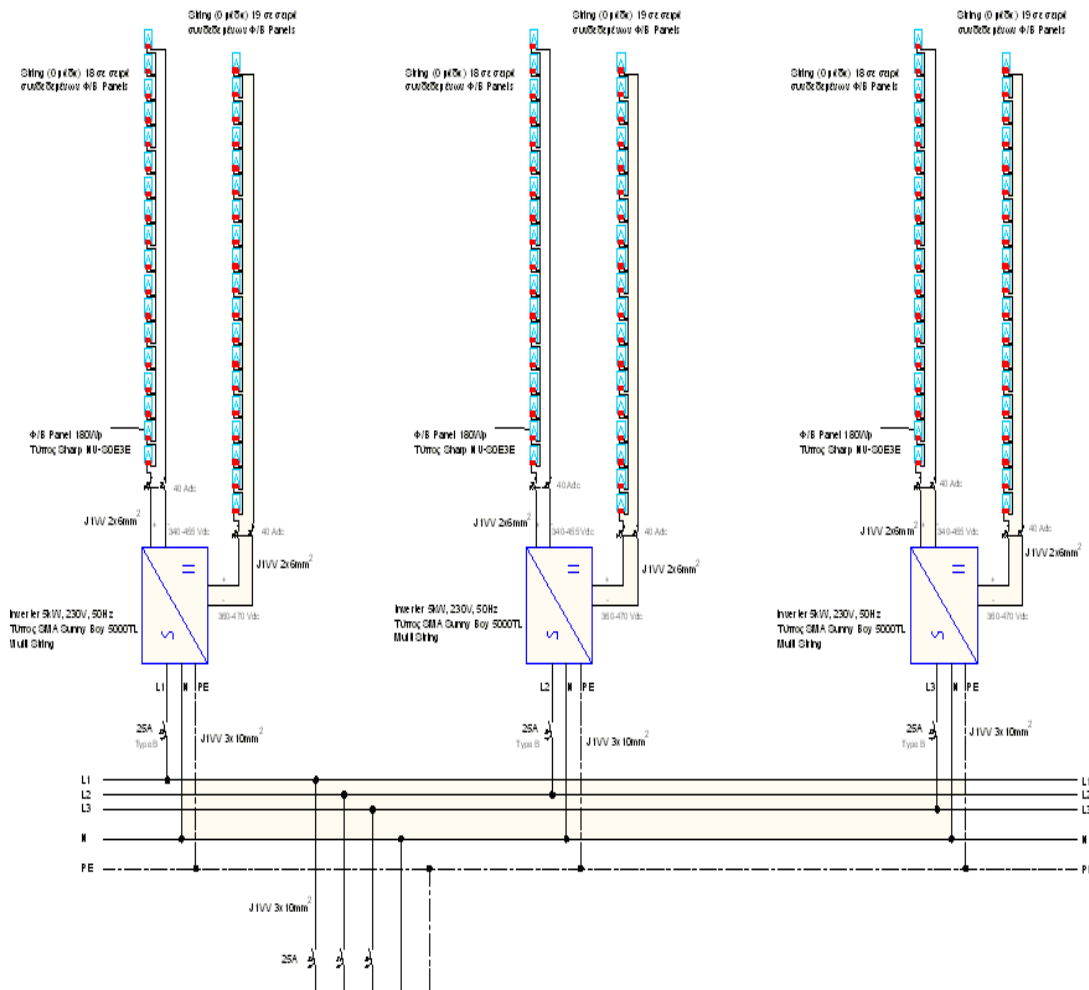 String (Ομάδα) 19 σε σειρά
συνδεδεμένων Φ/Β Panels
String (Ομάδα) 19 σε σειρά
συνδεδεμένων Φ/Β Panels
String (Ομάδα) 19 σε σειρά
συνδεδεμένων Φ/Β Panels
String (Ομάδα) 18 σε σειρά
συνδεδεμένων Φ/Β Panels
String (Ομάδα) 18 σε σειρά
συνδεδεμένων Φ/Β Panels
String (Ομάδα) 18 σε σειρά
συνδεδεμένων Φ/Β Panels
Φ/Β Panel 180Wp
Τύπος Sharp NU-S0E3E
Φ/Β Panel 180Wp
Τύπος Sharp NU-S0E3E
Φ/Β Panel 180Wp
Τύπος Sharp NU-S0E3E
40 Adc
40 Adc
40 Adc
J1VV 2x6mm²
+ - 340-455 Vdc
40 Adc
J1VV 2x6mm²
+ - 340-455 Vdc
40 Adc
J1VV 2x6mm²
+ - 340-455 Vdc
40 Adc
J1VV 2x6mm²
J1VV 2x6mm²
J1VV 2x6mm²
+
-
360-470 Vdc
+
-
360-470 Vdc
+
-
360-470 Vdc
Inverter 5kW, 230V, 50Hz
Τύπος SMA Sunny Boy 5000TL
Multi String
Inverter 5kW, 230V, 50Hz
Τύπος SMA Sunny Boy 5000TL
Multi String
Inverter 5kW, 230V, 50Hz
Τύπος SMA Sunny Boy 5000TL
Multi String
L1 N PE
L2 N PE
L3 N PE
25A
Type B
J1VV 3x10mm²
25A
Type B
J1VV 3x10mm²
25A
Type B
J1VV 3x10mm²
L1 L1
L2 L2
L3 L3
N N
PE
J1VV 3x10mm²
25A